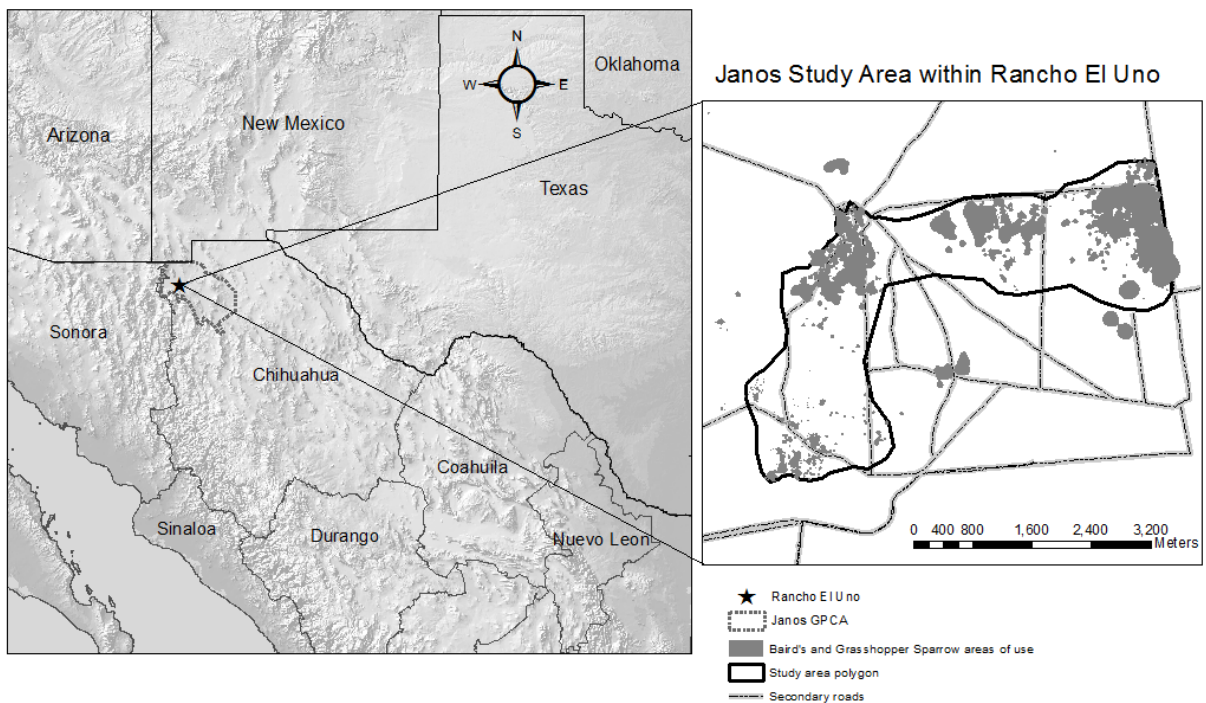 N
W E
S
Oklahoma
Arizona
New Mexico
Texas
Sonora
Chihuahua
Coahuila
Sinaloa
Durango
Nuevo Leon
Janos Study Area within Rancho El Uno
0 400 800 1,600 2,400 3,200
Meters
Rancho El Uno
Janos GPCA
Baird's and Grasshopper Sparrow areas of use
Study area polygon
Secondary roads